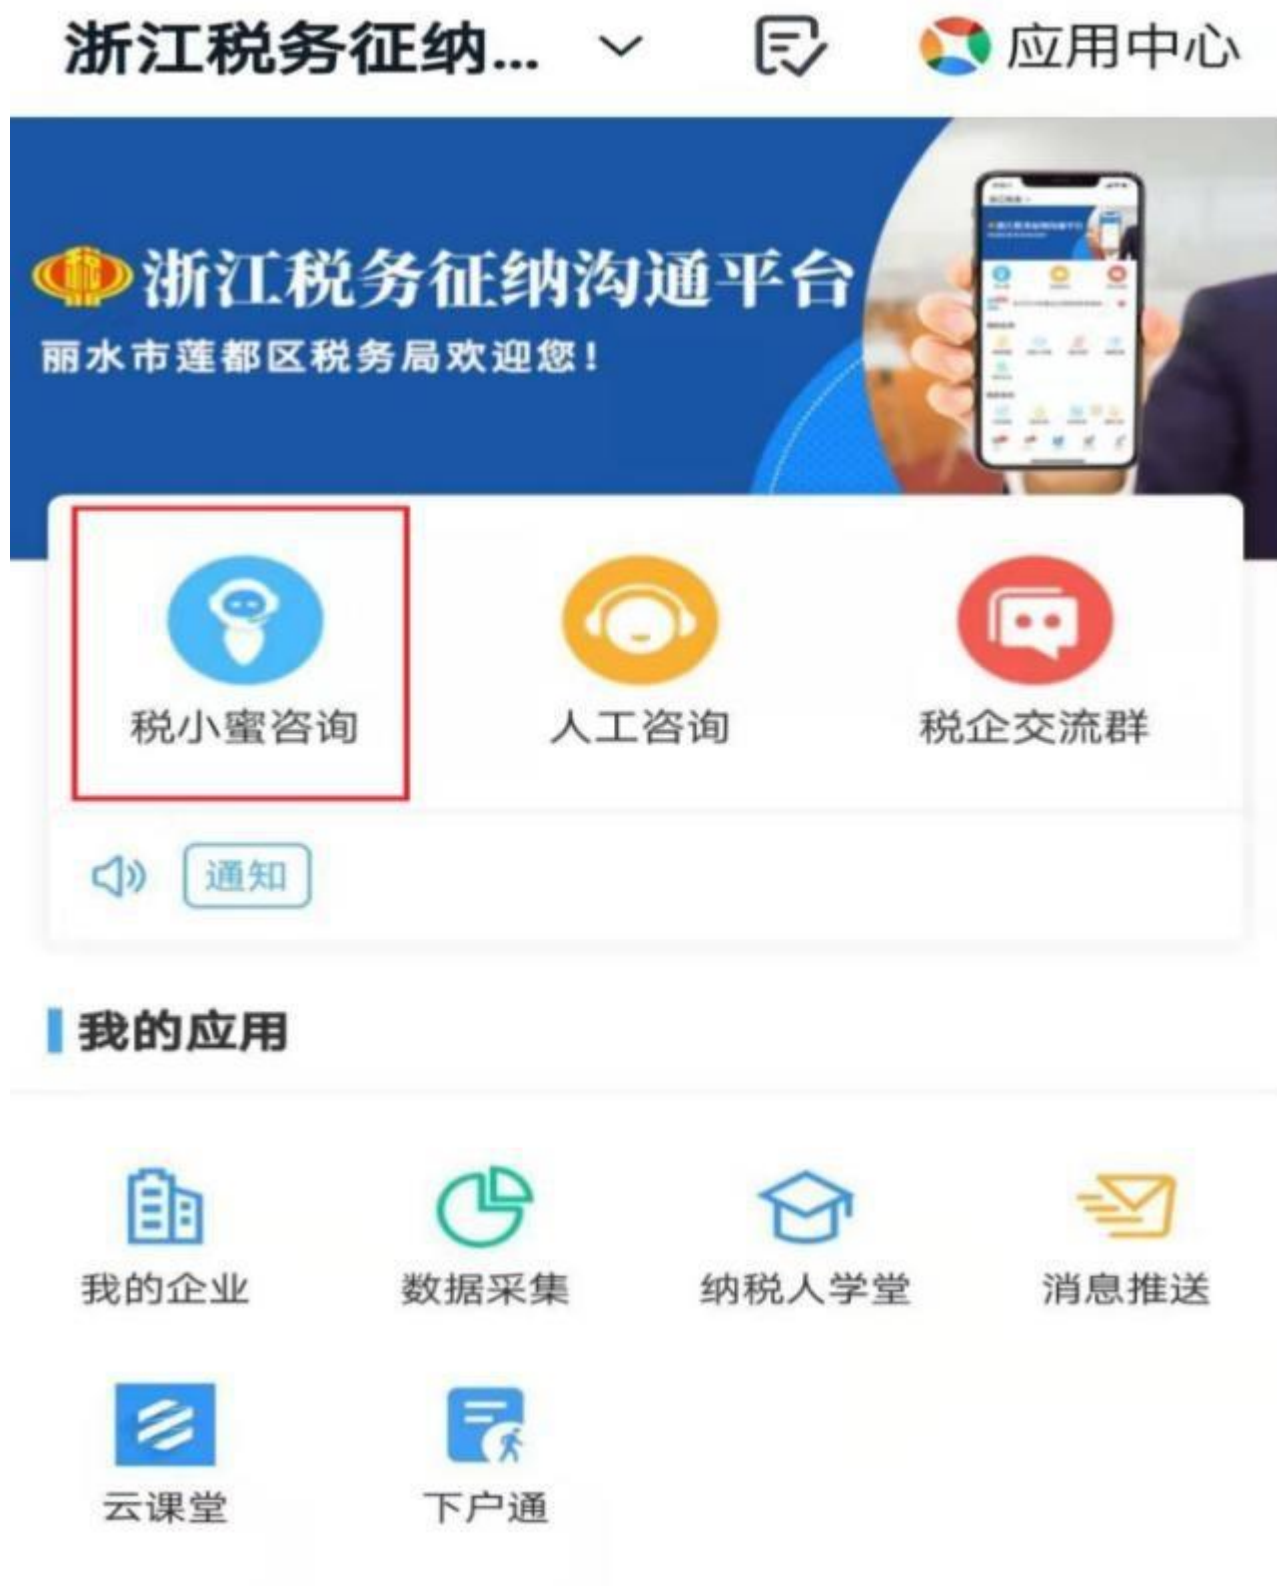 浙江税务征纳... 应用中心
浙江税务征纳沟通平台
丽水市莲都区税务局欢迎您！
税小蜜咨询 人工咨询 税企交流群
通知
我的应用
我的企业 数据采集 纳税人学堂 消息推送
云课堂 下户通